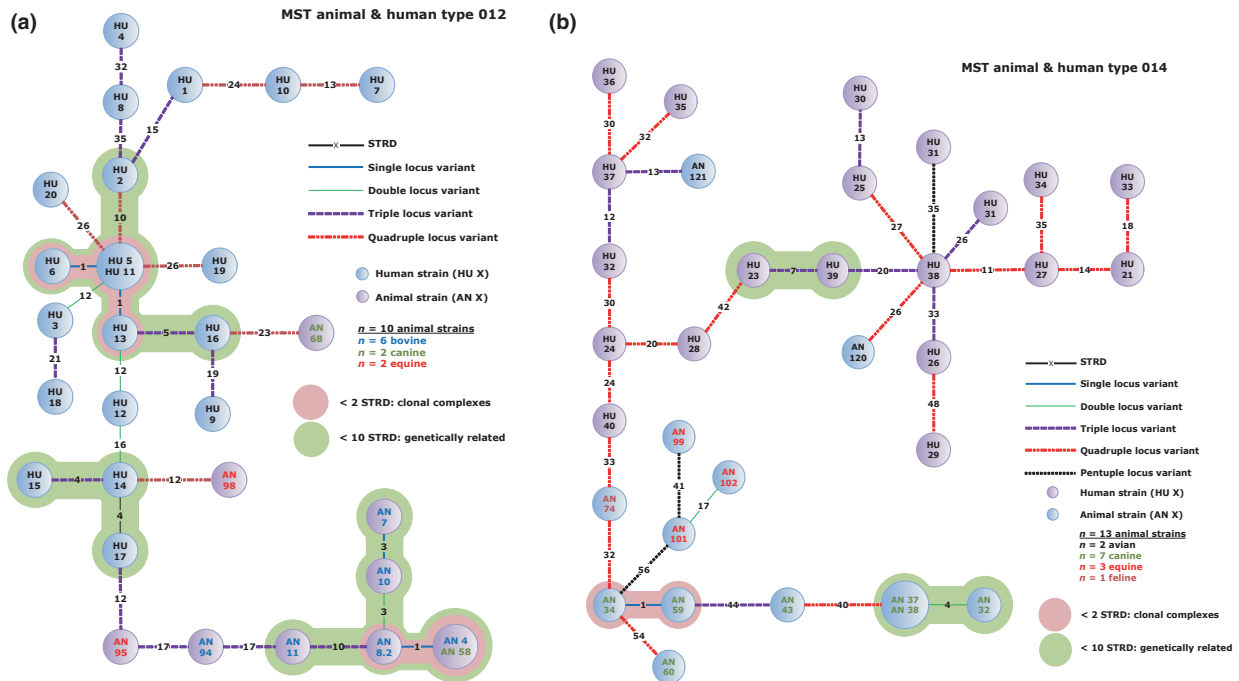 (a)
MST animal & human type 012
HU
4
32
HU
8
35
HU
1
24
HU
10
13
HU
7
15
HU
2
10
HU
20
26
HU
6
1
HU 5
HU 11
26
HU
19
12
HU
3
21
HU
18
1
HU
13
5
HU
16
23
AN
68
19
HU
9
12
HU
12
16
HU
15
4
HU
14
12
AN
98
4
HU
17
12
AN
95
17
AN
94
17
AN
11
10
AN
8.2
1
AN 4
AN 58
3
AN
10
3
AN
7
x STRD
Single locus variant
Double locus variant
Triple locus variant
Quadruple locus variant
Human strain (HU X)
Animal strain (AN X)
n = 10 animal strains
n = 6 bovine
n = 2 canine
n = 2 equine
< 2 STRD: clonal complexes
< 10 STRD: genetically related
(b)
MST animal & human type 014
HU
36
30
HU
35
32
HU
37
13
AN
121
12
HU
32
30
HU
24
20
HU
28
42
HU
23
7
HU
39
20
HU
38
HU
30
13
HU
25
27
HU
31
35
HU
31
26
11
HU
27
35
HU
34
14
HU
21
18
HU
33
26
AN
120
33
HU
26
48
HU
29
24
HU
40
33
AN
74
32
AN
34
1
AN
59
44
AN
43
40
AN 37
AN 38
4
AN
32
54
AN
60
56
AN
101
41
AN
99
17
AN
102
x STRD
Single locus variant
Double locus variant
Triple locus variant
Quadruple locus variant
Pentuple locus variant
Human strain (HU X)
Animal strain (AN X)
n = 13 animal strains
n = 2 avian
n = 7 canine
n = 3 equine
n = 1 feline
< 2 STRD: clonal complexes
< 10 STRD: genetically related